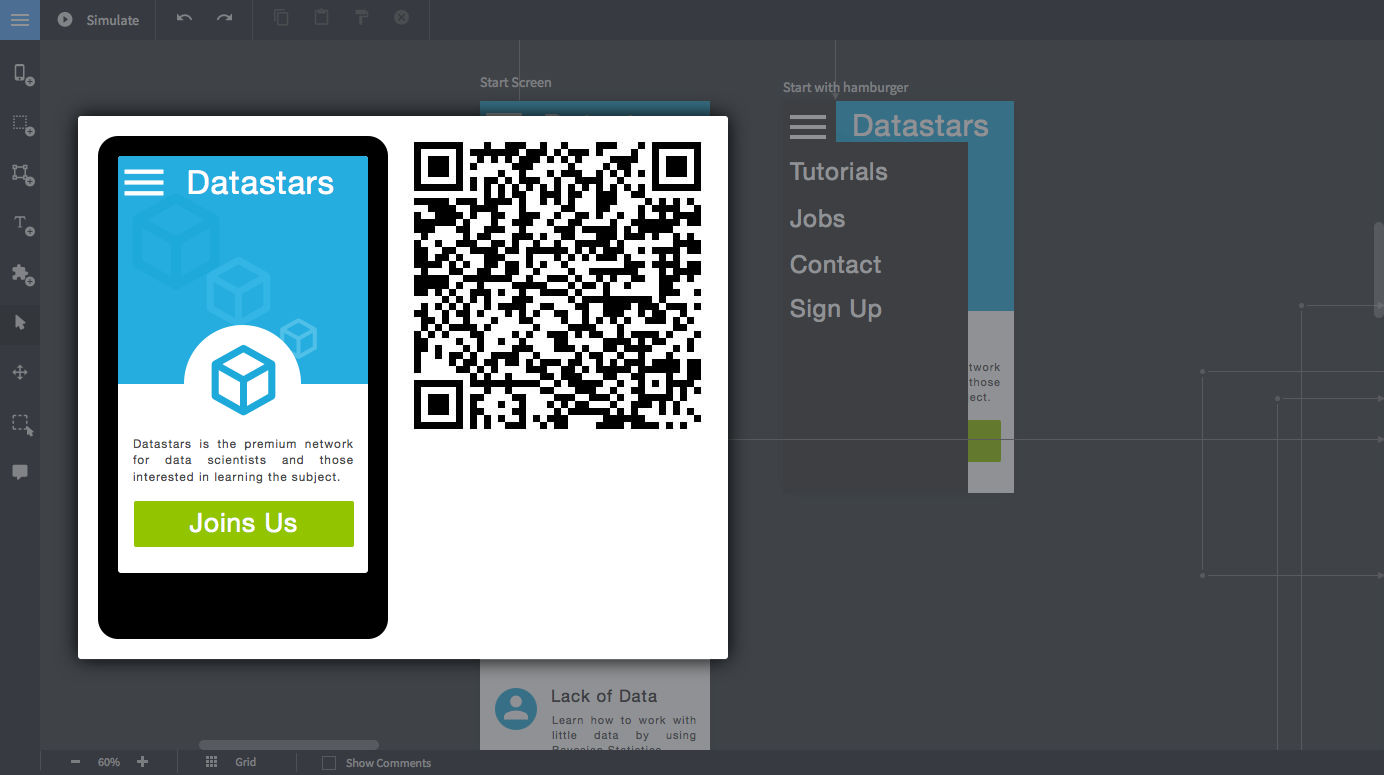 Simulate
Start Screen
Start with hamburger
Datastars
Tutorials
Jobs
Contact
Sign Up
twork
those
ect.
Datastars
Datastars is the premium network
for data scientists and those
interested in learning the subject.
Joins Us
Lack of Data
Learn how to work with
little data by using
Bayesian Statistics
60%
Grid
Show Comments